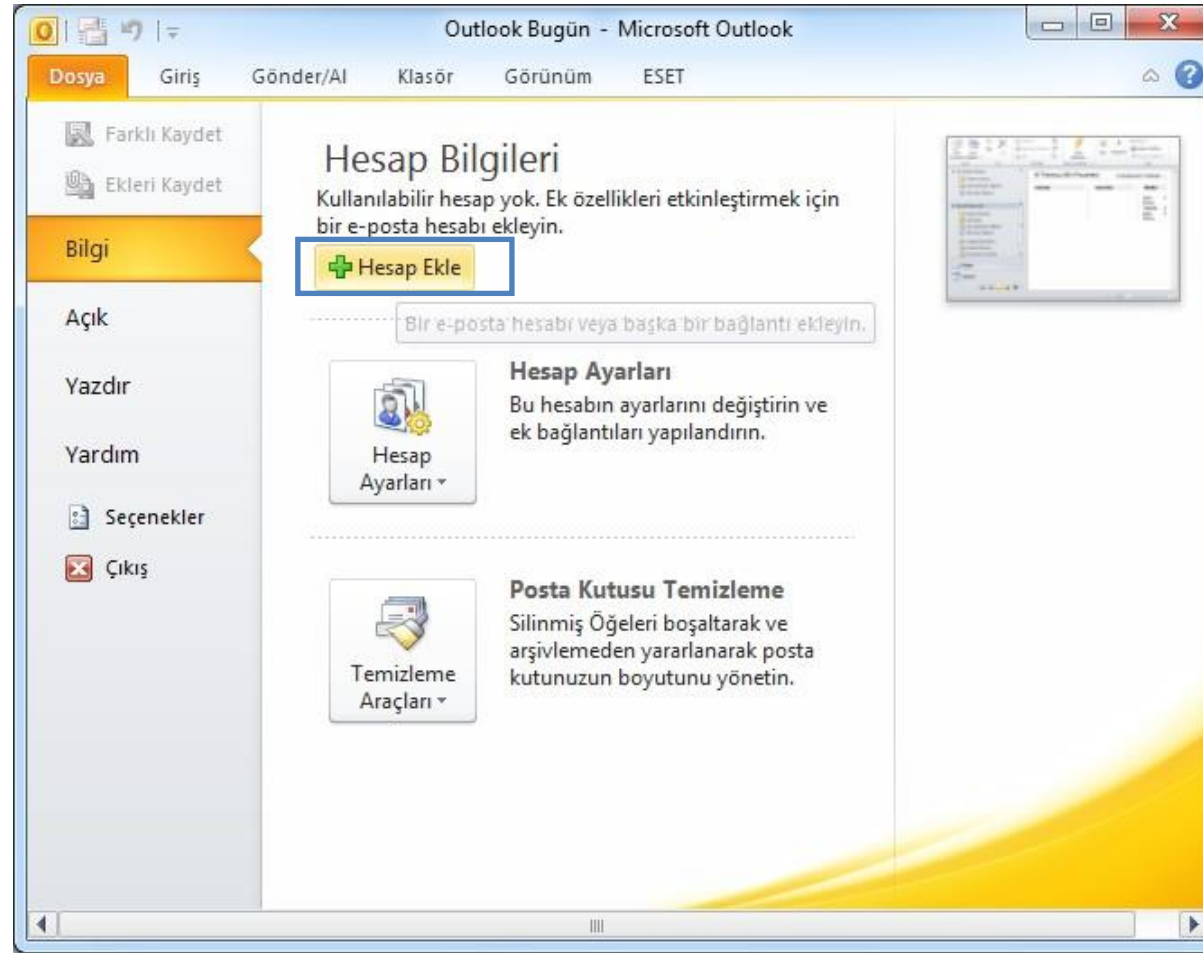 Outlook Bugün - Microsoft Outlook
Dosya Giriş Gönder/Al Klasör Görünüm ESET
Farklı Kaydet
Ekleri Kaydet
Bilgi
Açık
Yazdır
Yardım
Seçenekler
Çıkış
Hesap Bilgileri
Kullanılabilir hesap yok. Ek özellikleri etkinleştirmek için
bir e-posta hesabı ekleyin.
Hesap Ekle
Bir e-posta hesabı veya başka bir bağlantı ekleyin.
Hesap
Ayarları
Hesap Ayarları
Bu hesabın ayarlarını değiştirin ve
ek bağlantıları yapılandırın.
Temizleme
Araçları
Posta Kutusu Temizleme
Silinmiş Öğeleri boşaltarak ve
arşivlemeden yararlanarak posta
kutunuzun boyutunu yönetin.